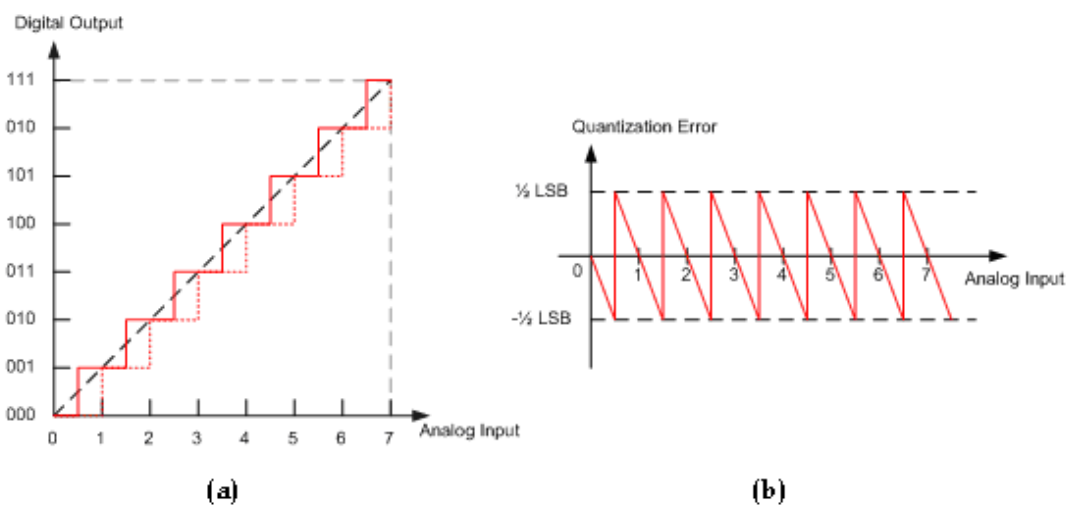 Digital Output
111
010
101
100
011
010
001
000
0 1 2 3 4 5 6 7
Analog Input
(a)
Quantization Error
½ LSB
0 1 2 3 4 5 6 7
Analog Input
-½ LSB
(b)